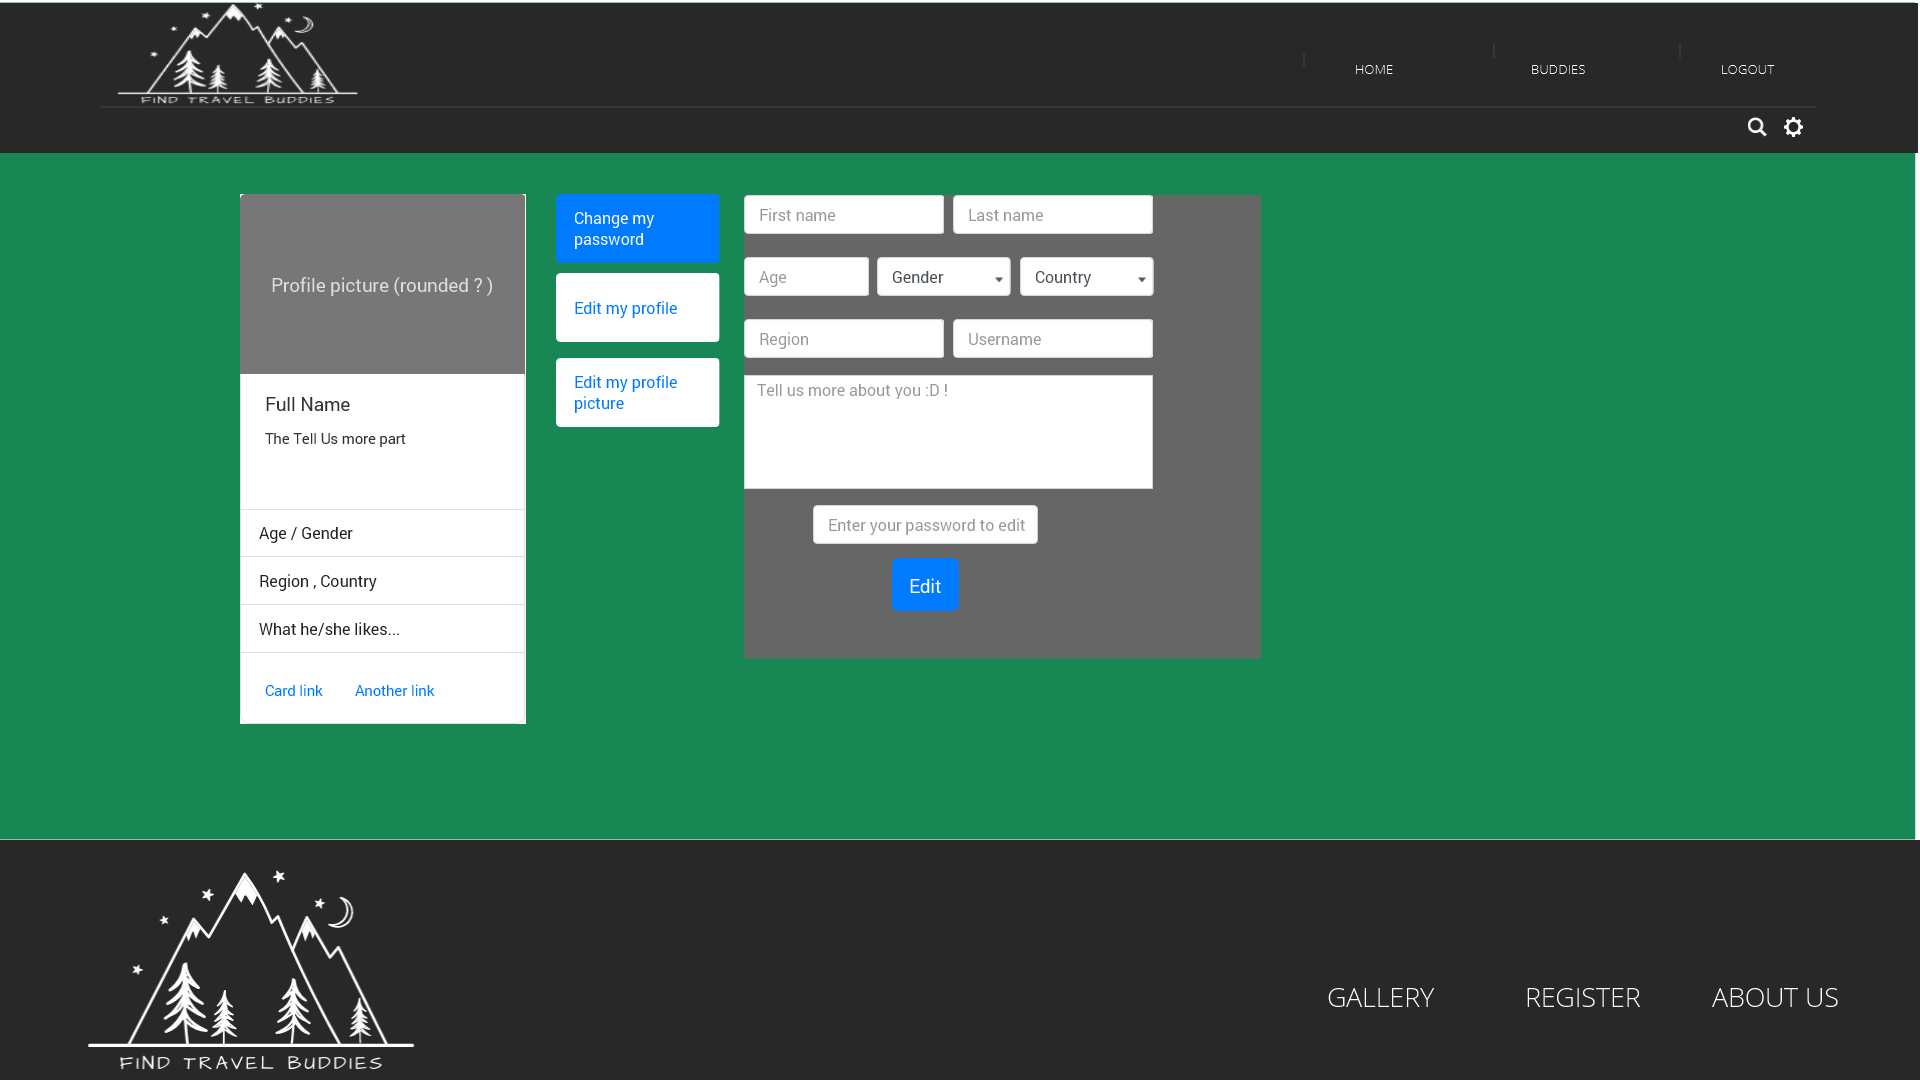 FIND TRAVEL BUDDIES
HOME
BUDDIES
LOGOUT
Profile picture (rounded ? )
Full Name
The Tell Us more part
Age / Gender
Region , Country
What he/she likes...
Card link
Another link
Change my
password
Edit my profile
Edit my profile
picture
First name
Last name
Age
Gender
Country
Region
Username
Tell us more about you :D !
Enter your password to edit
Edit
FIND TRAVEL BUDDIES
GALLERY
REGISTER
ABOUT US